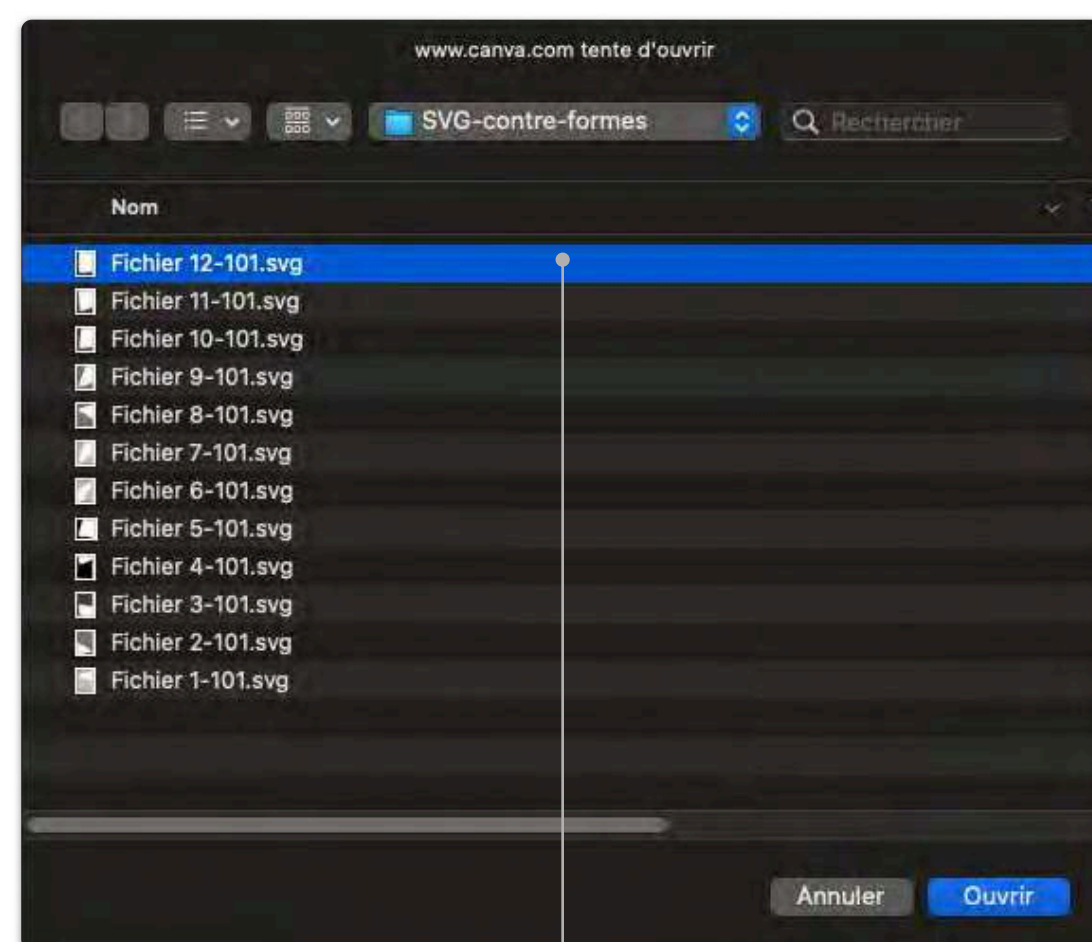 www.canva.com tente d'ouvrir
SVG-contre-formes
Rechercher
Nom
Fichier 12-101.svg
Fichier 11-101.svg
Fichier 10-101.svg
Fichier 9-101.svg
Fichier 8-101.svg
Fichier 7-101.svg
Fichier 6-101.svg
Fichier 5-101.svg
Fichier 4-101.svg
Fichier 3-101.svg
Fichier 2-101.svg
Fichier 1-101.svg
Annuler Ouvrir